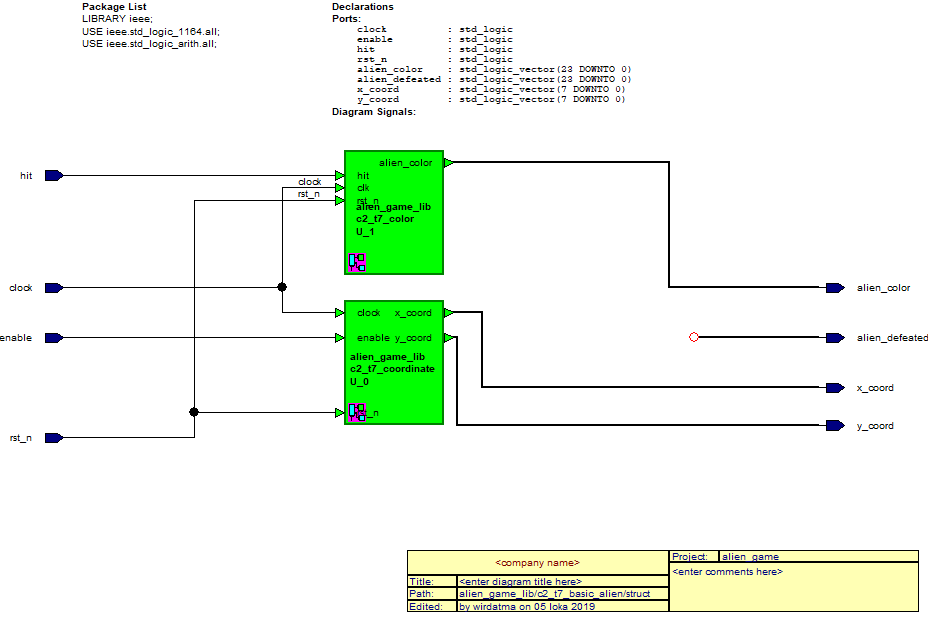 Package List
LIBRARY ieee;
USE ieee.std_logic_1164.all;
USE ieee.std_logic_arith.all;
Declarations
Ports:
clock : std_logic
enable : std_logic
hit : std_logic
rst_n : std_logic
alien_color : std_logic_vector(23 DOWNTO 0)
alien_defeated : std_logic_vector(23 DOWNTO 0)
x_coord : std_logic_vector(7 DOWNTO 0)
y_coord : std_logic_vector(7 DOWNTO 0)
Diagram Signals:
alien_color
hit
hit
clock
clk
rst_n
rst_n
alien_game_lib
c2_t7_color
U_1
clock
alien_color
clock x_coord
enable
enable y_coord
alien_defeated
alien_game_lib
c2_t7_coordinate
U_0
x_coord
rst_n
y_coord
rst_n
<company name>
Project: alien_game
<enter comments here>
Title: <enter diagram title here>
Path: alien_game_lib/c2_t7_basic_alien/struct
Edited: by wirdatma on 05 loka 2019